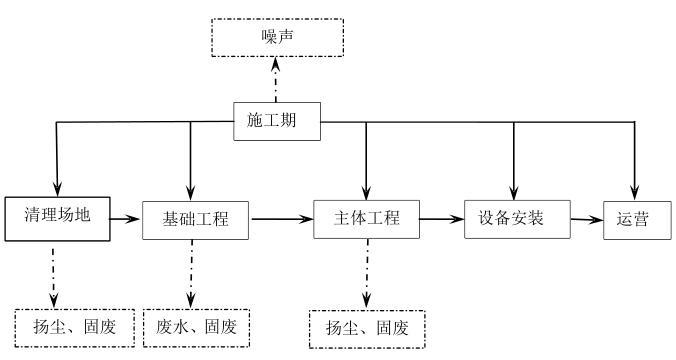 噪声
施工期
清理场地
基础工程
主体工程
设备安装
运营
扬尘、固废
废水、固废
扬尘、固废